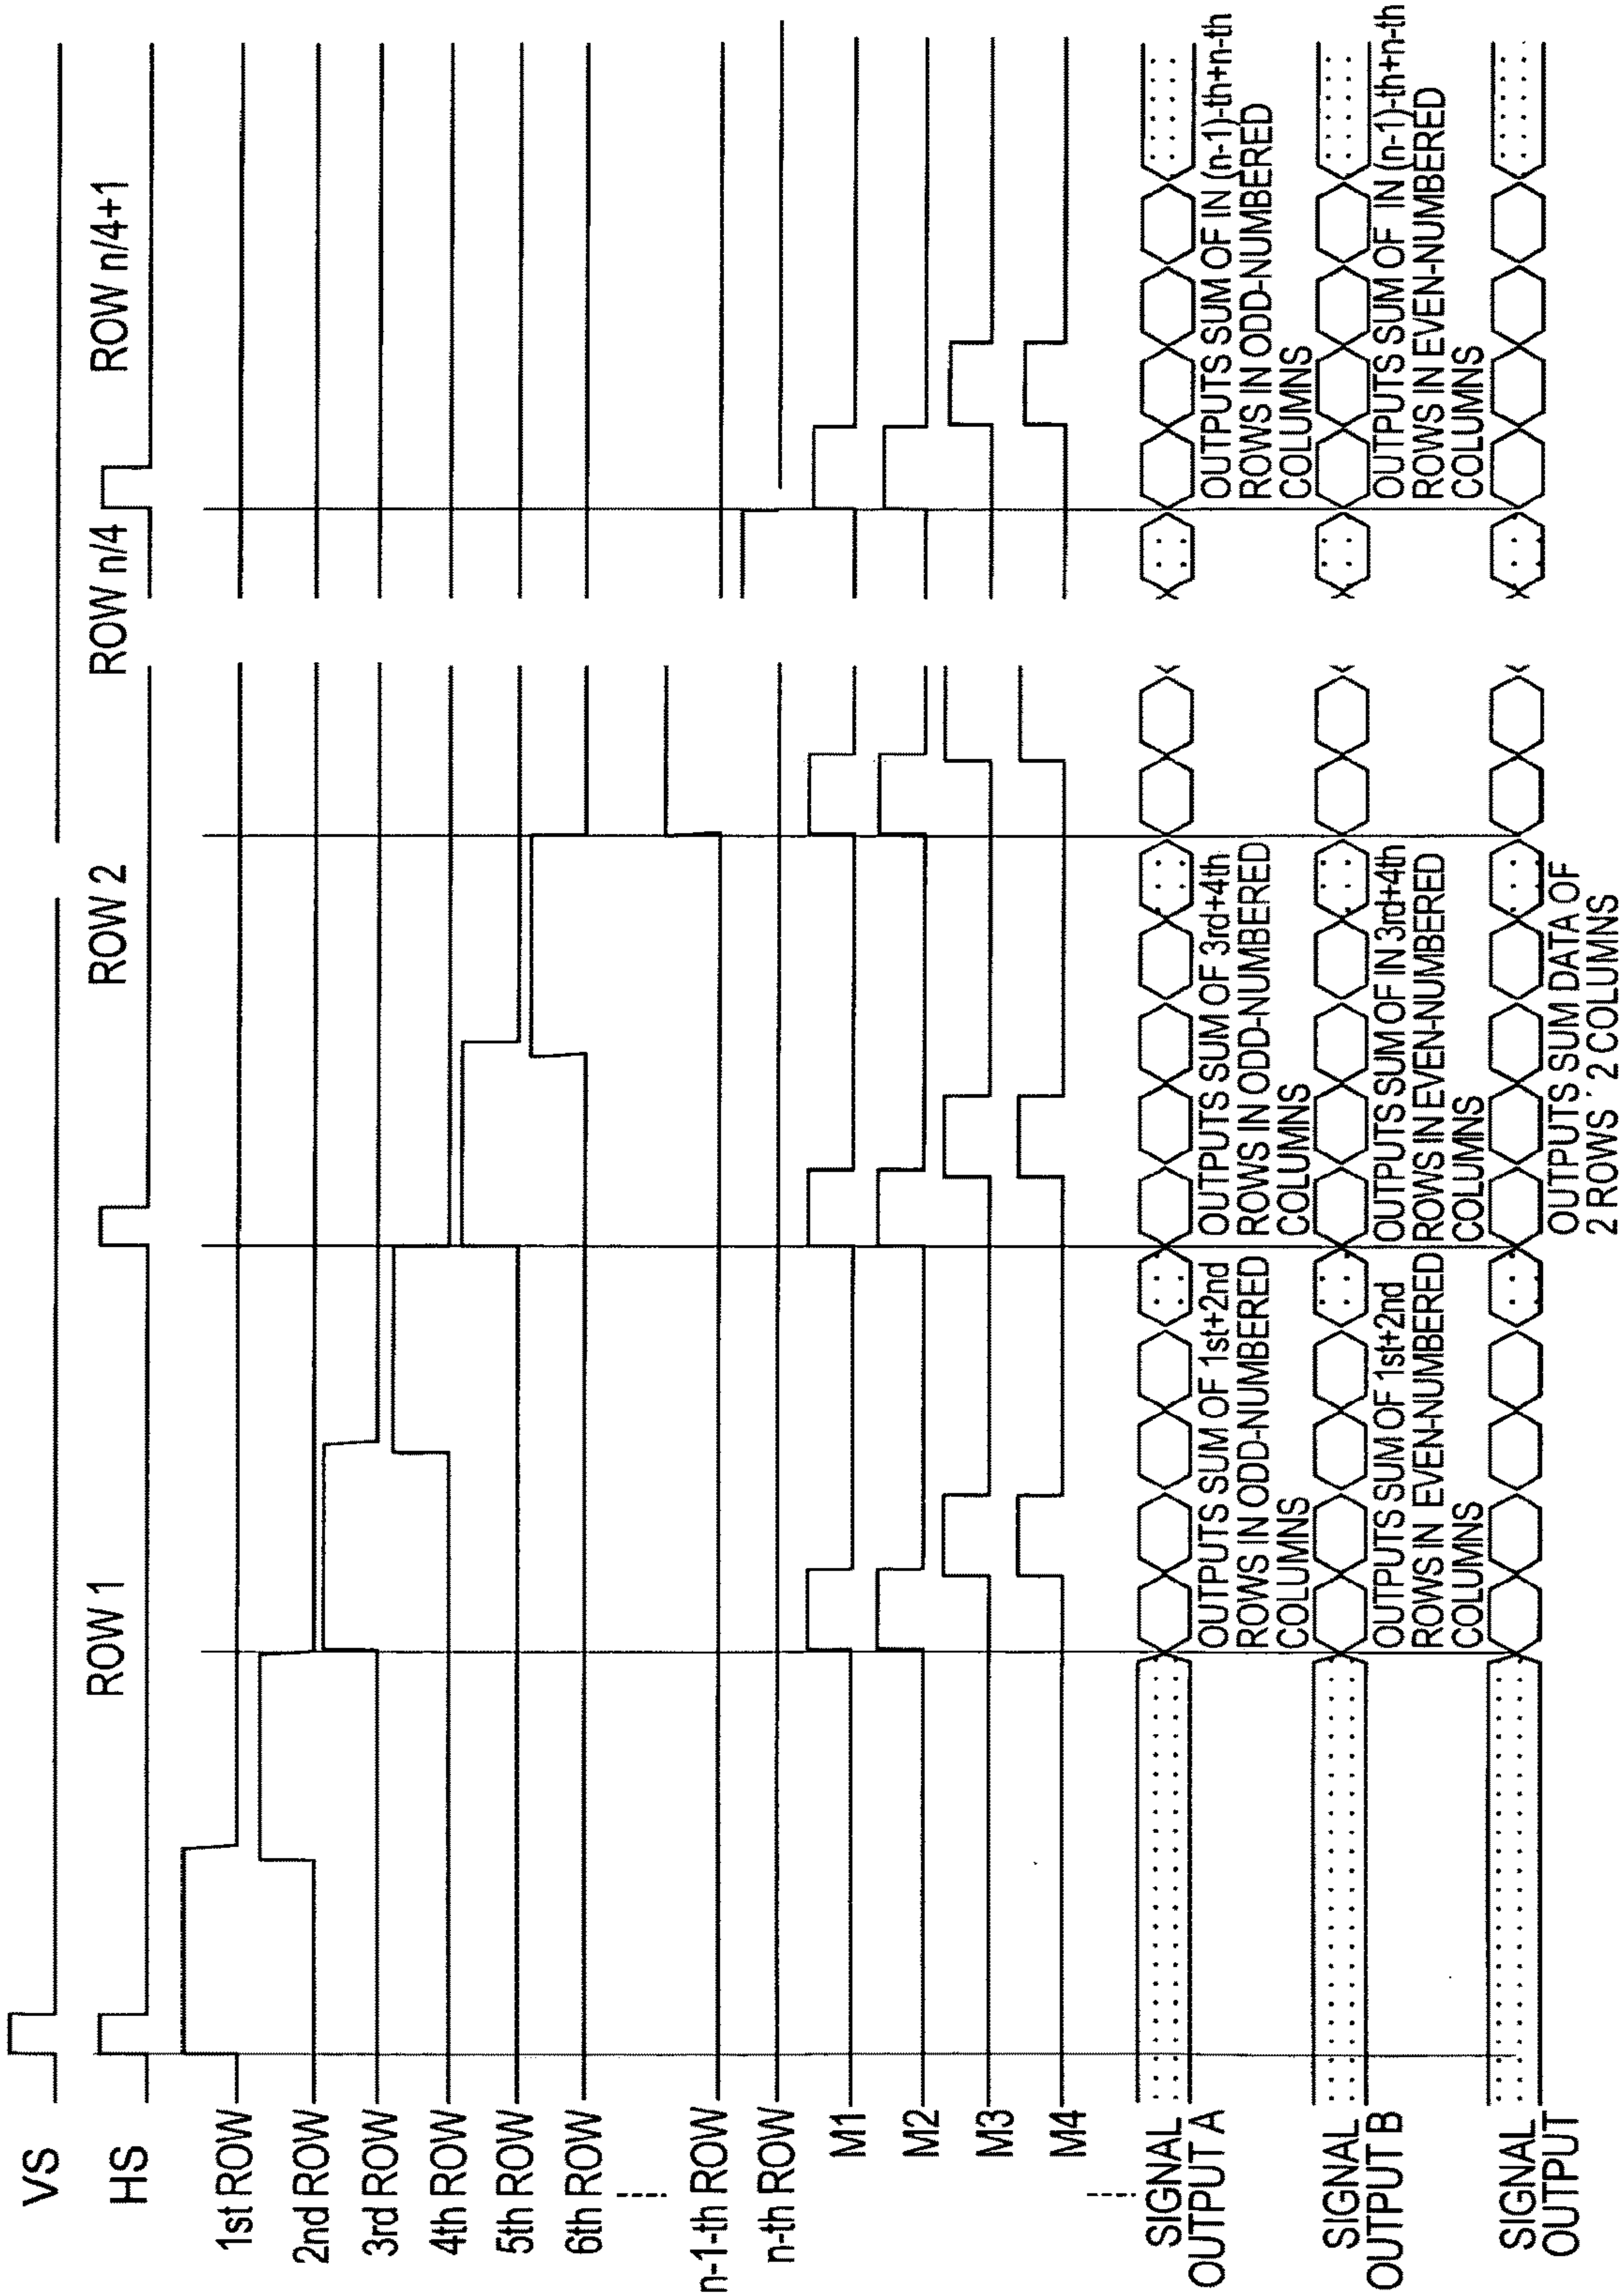 VS
HS
ROW 1
ROW 2
ROW n/4
ROW n/4+1
1st ROW
2nd ROW
3rd ROW
4th ROW
5th ROW
6th ROW
n-1-th ROW
n-th ROW
M1
M2
M3
M4
SIGNAL
OUTPUT A
OUTPUTS SUM OF 1st+2nd
ROWS IN ODD-NUMBERED
COLUMNS
OUTPUTS SUM OF 3rd+4th
ROWS IN ODD-NUMBERED
COLUMNS
OUTPUTS SUM OF IN (n-1)-th+n-th
ROWS IN ODD-NUMBERED
COLUMNS
SIGNAL
OUTPUT B
OUTPUTS SUM OF 1st+2nd
ROWS IN EVEN-NUMBERED
COLUMNS
OUTPUTS SUM OF IN 3rd+4th
ROWS IN EVEN-NUMBERED
COLUMNS
OUTPUTS SUM OF IN (n-1)-th+n-th
ROWS IN EVEN-NUMBERED
COLUMNS
SIGNAL
OUTPUT
OUTPUTS SUM DATA OF
2 ROWS ´ 2 COLUMNS